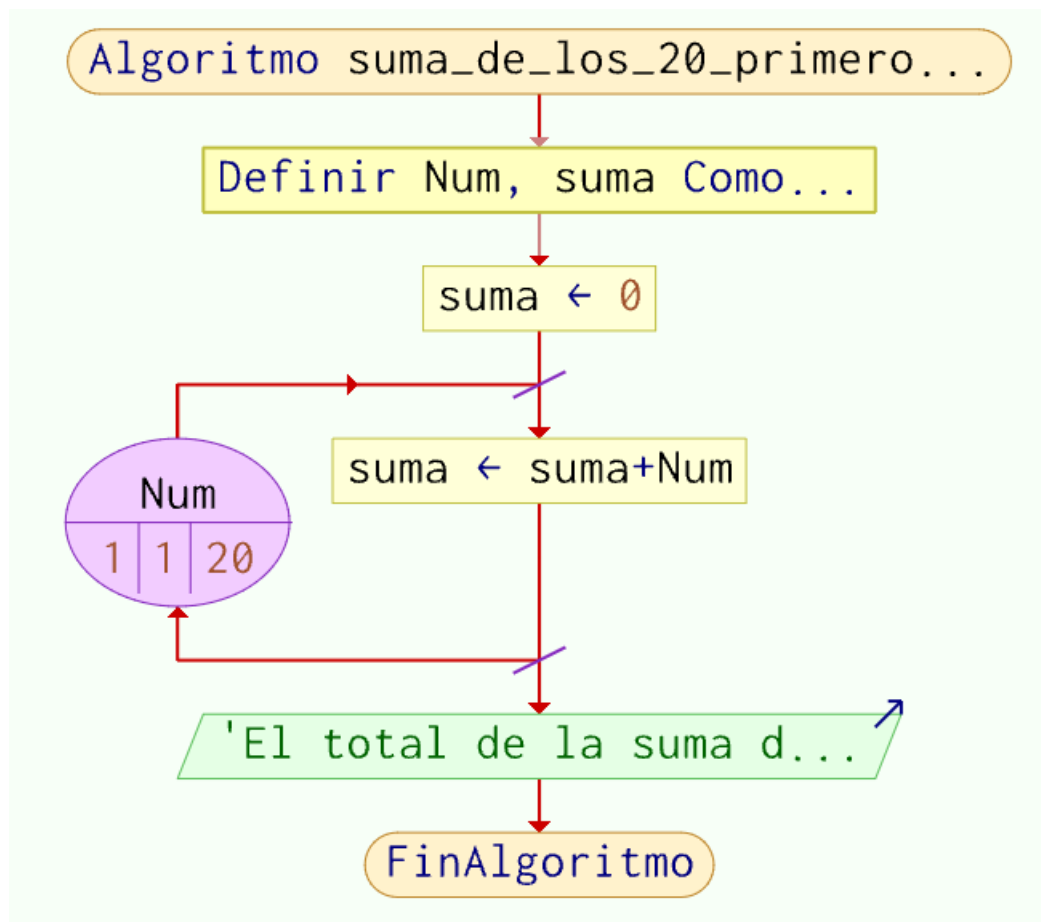 Algoritmo suma_de_los_20_primero...
Definir Num, suma Como...
suma ← 0
suma ← suma+Num
Num
1 1 20
'El total de la suma d...
FinAlgoritmo